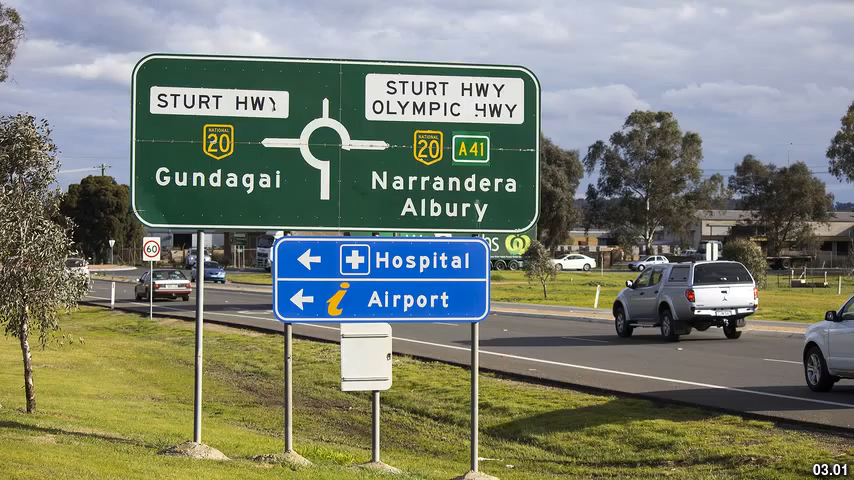 STURT HWY
NATIONAL
20
Gundagai
STURT HWY
OLYMPIC HWY
NATIONAL
20
A41
Narrandera
Albury
60
Hospital
i Airport
03.01